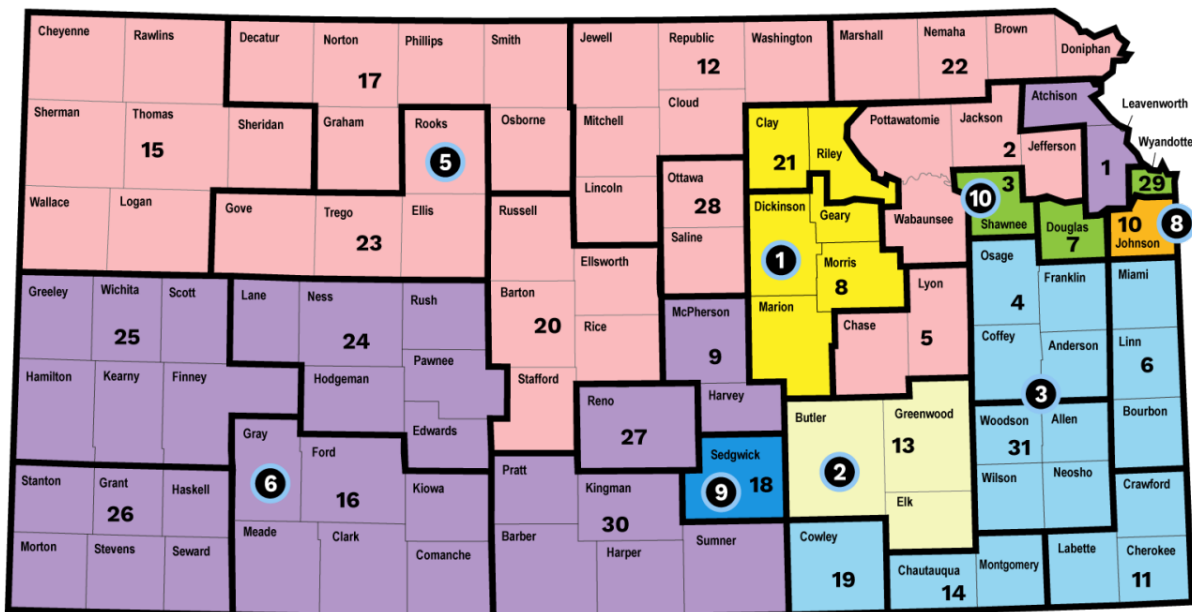 Cheyenne
Rawlins
Decatur
Norton
Phillips
Smith
Jewell
Republic
Washington
Marshall
Nemaha
Brown
Doniphan
17
12
22
Sherman
Thomas
Sheridan
Graham
Rooks
Osborne
Mitchell
Cloud
Clay
Riley
Pottawatomie
Jackson
Jefferson
Atchison
Leavenworth
Wyandotte
15
5
21
2
1
29
Wallace
Logan
Gove
Trego
Ellis
Russell
Lincoln
Ottawa
28
Saline
Dickinson
Geary
Wabaunsee
10
3
Shawnee
Douglas
7
10
Johnson
8
23
Ellsworth
1
Morris
8
Lyon
Osage
Franklin
Miami
4
Greeley
Wichita
Scott
Lane
Ness
Rush
Barton
20
Rice
McPherson
9
Marion
Chase
5
Coffey
Anderson
Linn
6
25
24
Pawnee
Hamilton
Kearny
Finney
Hodgeman
Edwards
Stafford
Reno
27
Harvey
Butler
Greenwood
13
3
Woodson
31
Allen
Bourbon
Gray
Ford
6
16
Kiowa
Pratt
Kingman
30
Sedgwick
9
18
2
Elk
Wilson
Neosho
Crawford
Stanton
Grant
26
Haskell
Morton
Stevens
Seward
Meade
Clark
Comanche
Barber
Harper
Sumner
Cowley
19
Chautauqua
14
Montgomery
Labette
Cherokee
11